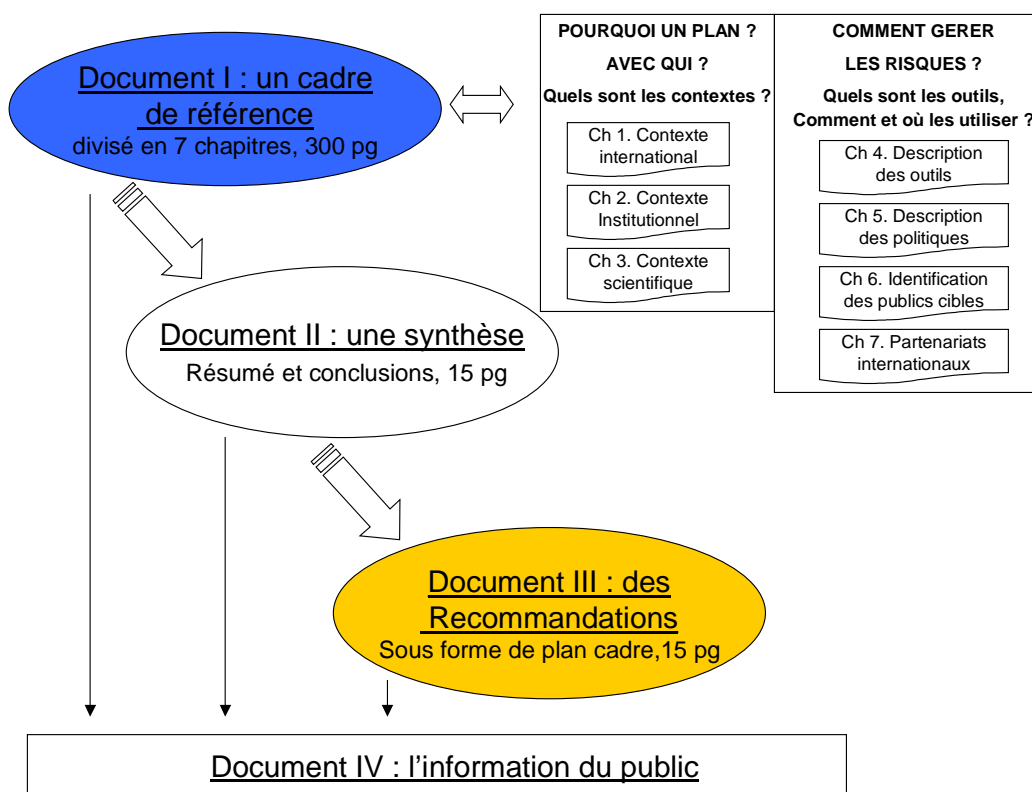 Document I : un cadre
de référence
divisé en 7 chapitres, 300 pg
POURQUOI UN PLAN ?
AVEC QUI ?
Quels sont les contextes ?
Ch 1. Contexte
international
Ch 2. Contexte
Institutionnel
Ch 3. Contexte
scientifique
COMMENT GERER
LES RISQUES ?
Quels sont les outils,
Comment et où les utiliser ?
Ch 4. Description
des outils
Ch 5. Description
des politiques
Ch 6. Identification
des publics cibles
Ch 7. Partenariats
internationaux
Document II : une synthèse
Résumé et conclusions, 15 pg
Document III : des
Recommandations
Sous forme de plan cadre,15 pg
Document IV : l’information du public